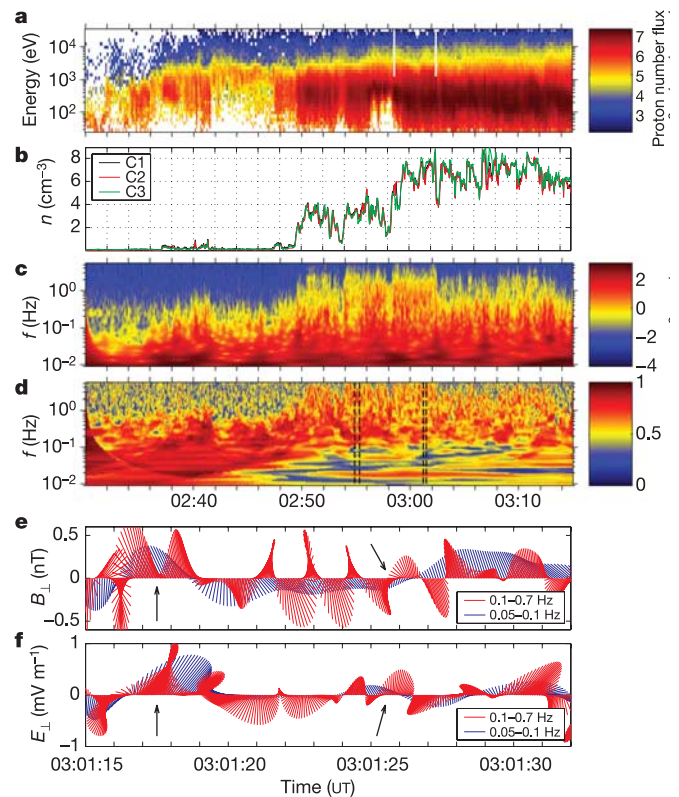 a
Energy (eV)
10⁴
10³
10²
7
6
5
4
3
Proton number flux
b
n (cm⁻³)
8
6
4
2
C1
C2
C3
c
f (Hz)
10⁰
10⁻¹
10⁻²
2
0
−2
−4
d
f (Hz)
10⁰
10⁻¹
10⁻²
1
0.5
0
02:40
02:50
03:00
03:10
e
B⊥ (nT)
0.5
0
−0.5
0.1–0.7 Hz
0.05–0.1 Hz
f
E⊥ (mV m⁻¹)
1
0
−1
0.1–0.7 Hz
0.05–0.1 Hz
03:01:15
03:01:20
03:01:25
03:01:30
Time (UT)